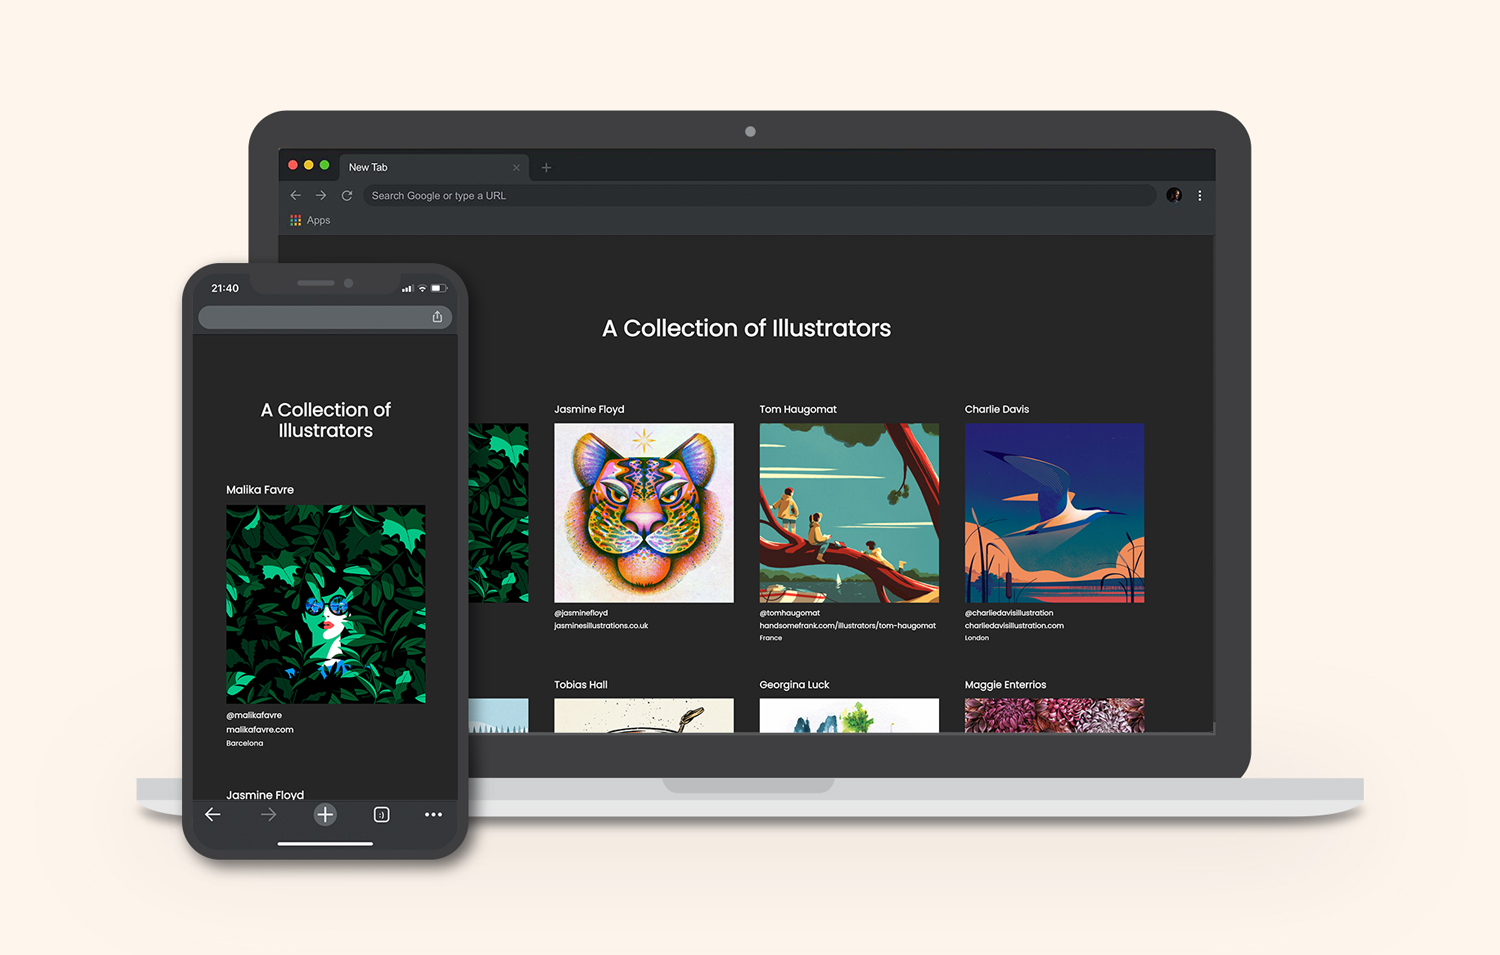 New Tab
Search Google or type a URL
Apps
A Collection of Illustrators
Jasmine Floyd
@jasminefloyd
jasminesillustrations.co.uk
Tom Haugomat
@tomhaugomat
handsomefrank.com/illustrators/tom-haugomat
France
Charlie Davis
@charliedavisillustration
charliedavisillustration.com
London
Tobias Hall
Georgina Luck
Maggie Enterrios
21:40
A Collection of
Illustrators
Malika Favre
@malikafavre
malikafavre.com
Barcelona
Jasmine Floyd
:)